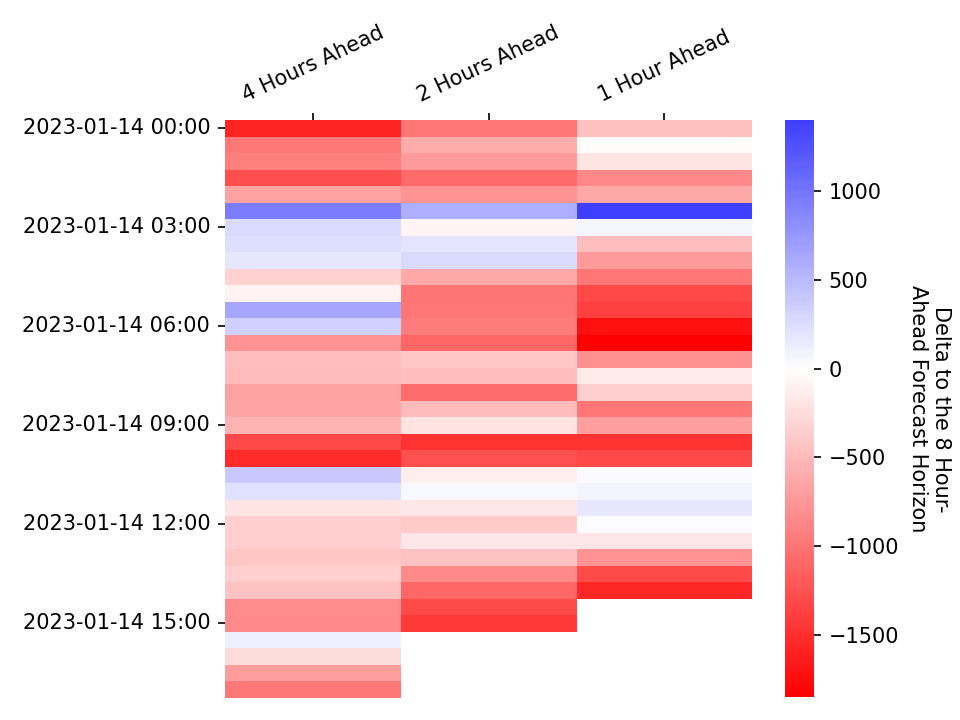 4 Hours Ahead
2 Hours Ahead
1 Hour Ahead
2023-01-14 00:00
2023-01-14 03:00
2023-01-14 06:00
2023-01-14 09:00
2023-01-14 12:00
2023-01-14 15:00
1000
500
0
−500
−1000
−1500
Delta to the 8 Hour-
Ahead Forecast Horizon